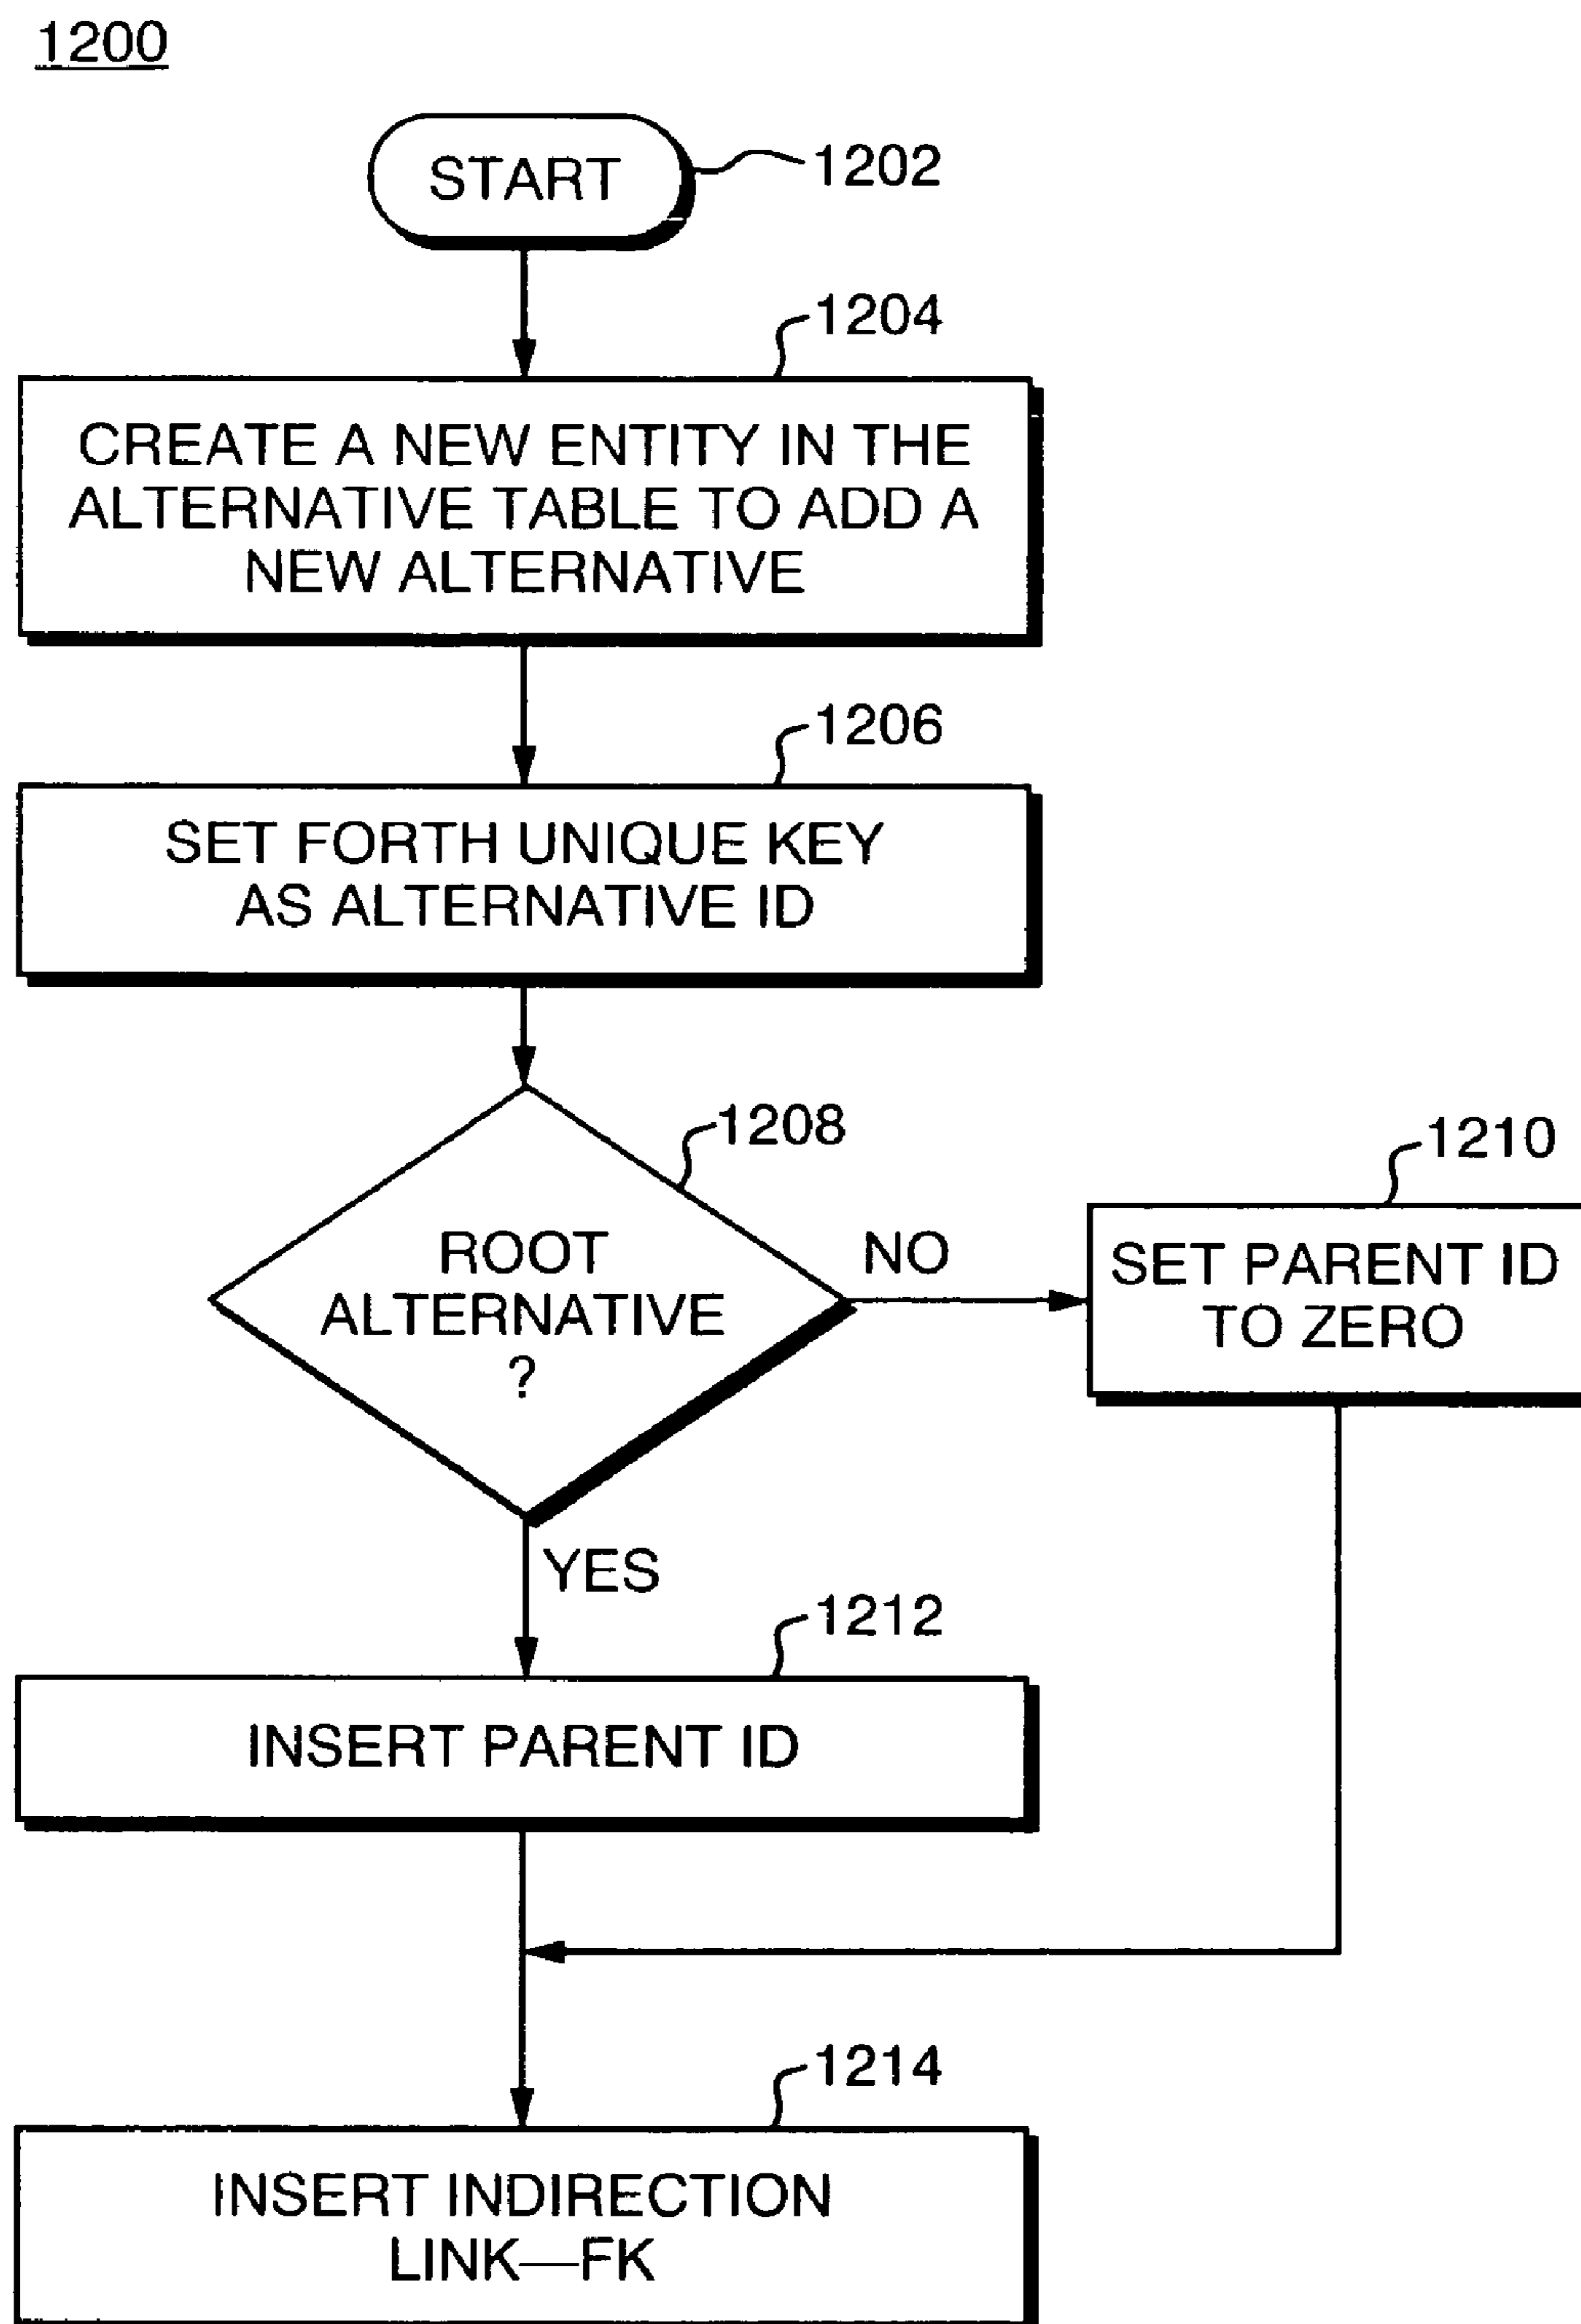 1200
START
1202
1204
CREATE A NEW ENTITY IN THE
ALTERNATIVE TABLE TO ADD A
NEW ALTERNATIVE
1206
SET FORTH UNIQUE KEY
AS ALTERNATIVE ID
1208
ROOT
ALTERNATIVE
?
NO
1210
SET PARENT ID
TO ZERO
YES
1212
INSERT PARENT ID
1214
INSERT INDIRECTION
LINK—FK